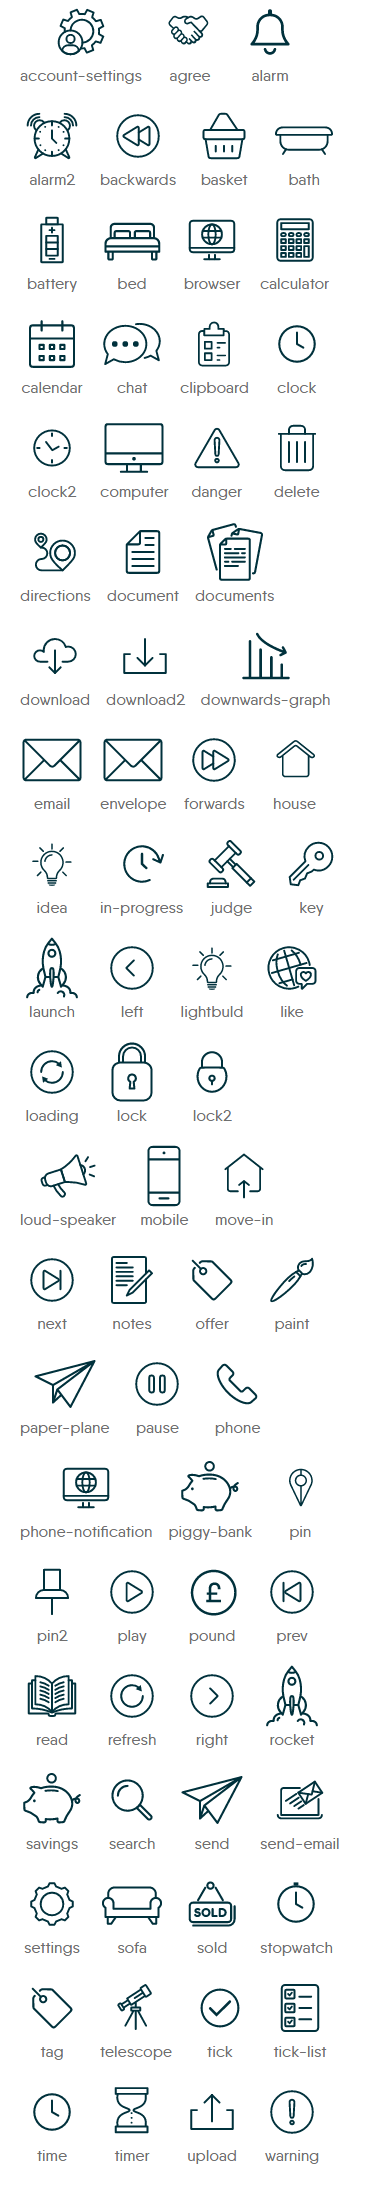 account-settings agree alarm
alarm2 backwards basket bath
battery bed browser calculator
calendar chat clipboard clock
clock2 computer danger delete
directions document documents
download download2 downwards-graph
email envelope forwards house
idea in-progress judge key
launch left lightbuld like
loading lock lock2
loud-speaker mobile move-in
next notes offer paint
paper-plane pause phone
phone-notification piggy-bank pin
£
pin2 play pound prev
read refresh right rocket
savings search send send-email
SOLD
settings sofa sold stopwatch
tag telescope tick tick-list
time timer upload warning